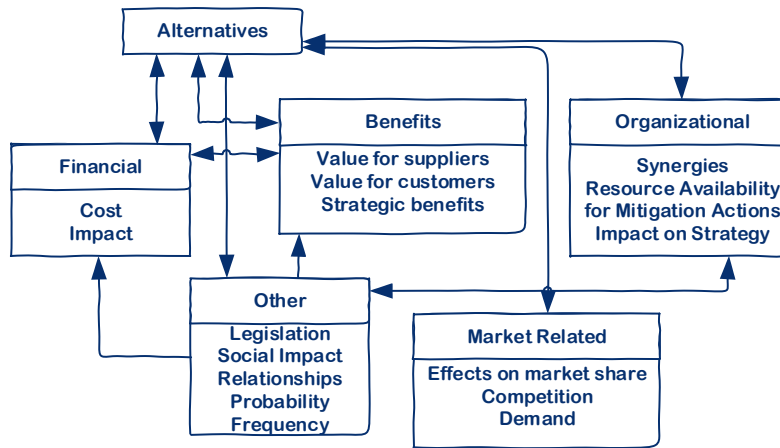 Alternatives
Benefits
Value for suppliers
Value for customers
Strategic benefits
Organizational
Synergies
Resource Availability
for Mitigation Actions
Impact on Strategy
Financial
Cost
Impact
Other
Legislation
Social Impact
Relationships
Probability
Frequency
Market Related
Effects on market share
Competition
Demand